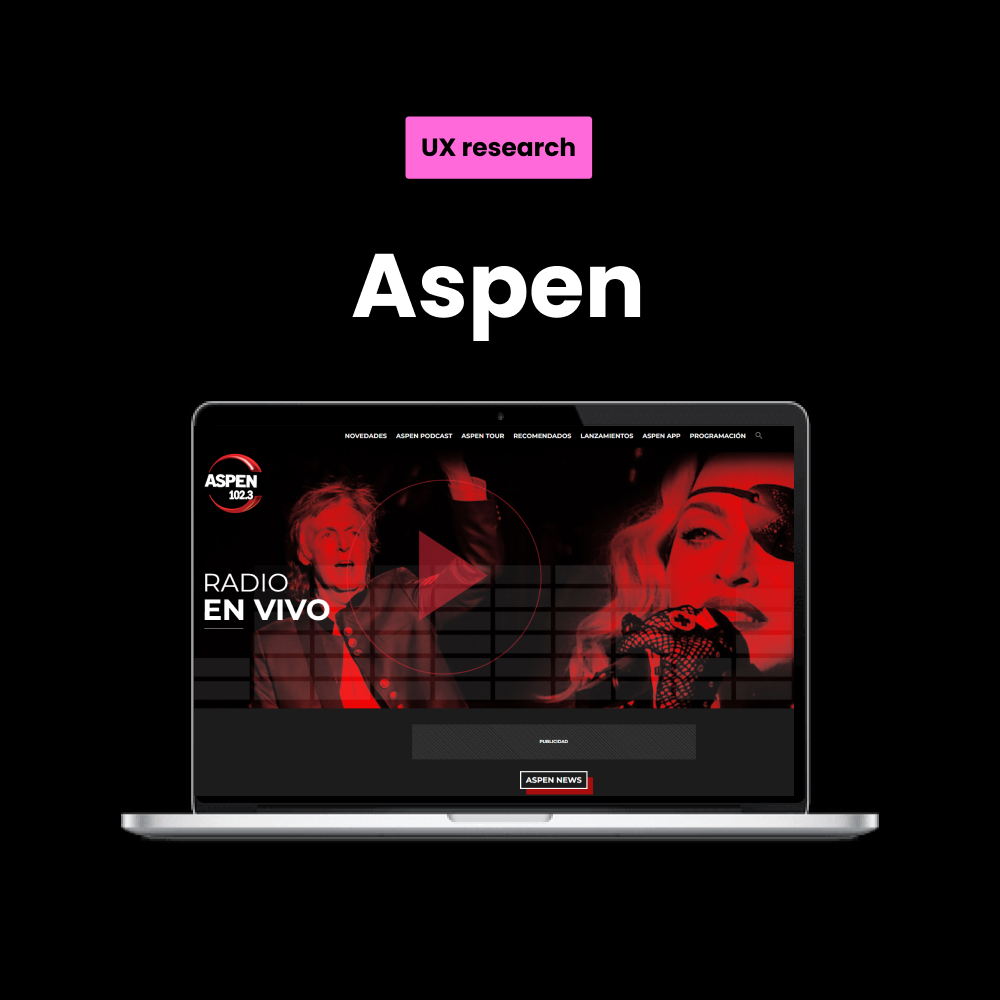 UX research
Aspen
NOVEDADES ASPEN PODCAST ASPEN TOUR RECOMENDADOS LANZAMIENTOS ASPEN APP PROGRAMACIÓN
ASPEN
102.3
RADIO
EN VIVO
PUBLICIDAD
ASPEN NEWS